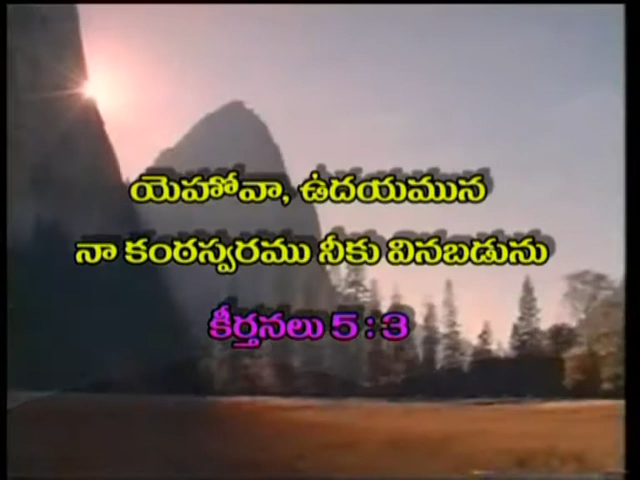 యెహోవా, ఉదయమున
నా కంఠస్వరము నీకు వినబడును
కీర్తనలు 5 : 3